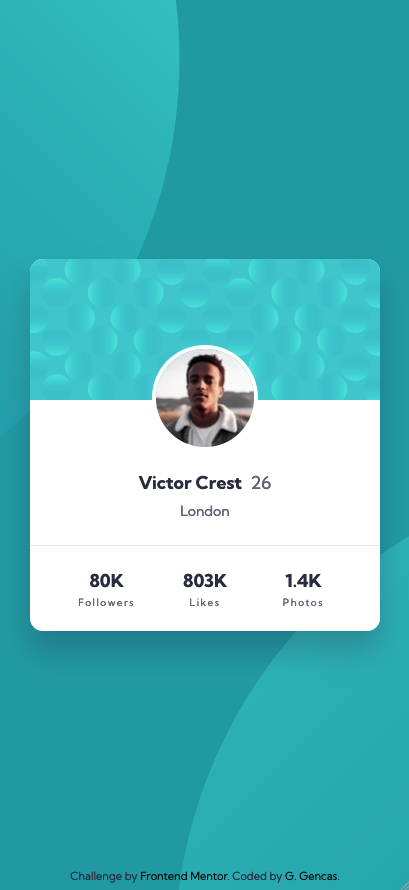 Victor Crest 26
London
80K 803K 1.4K
Followers Likes Photos
Challenge by Frontend Mentor. Coded by G. Gencas.